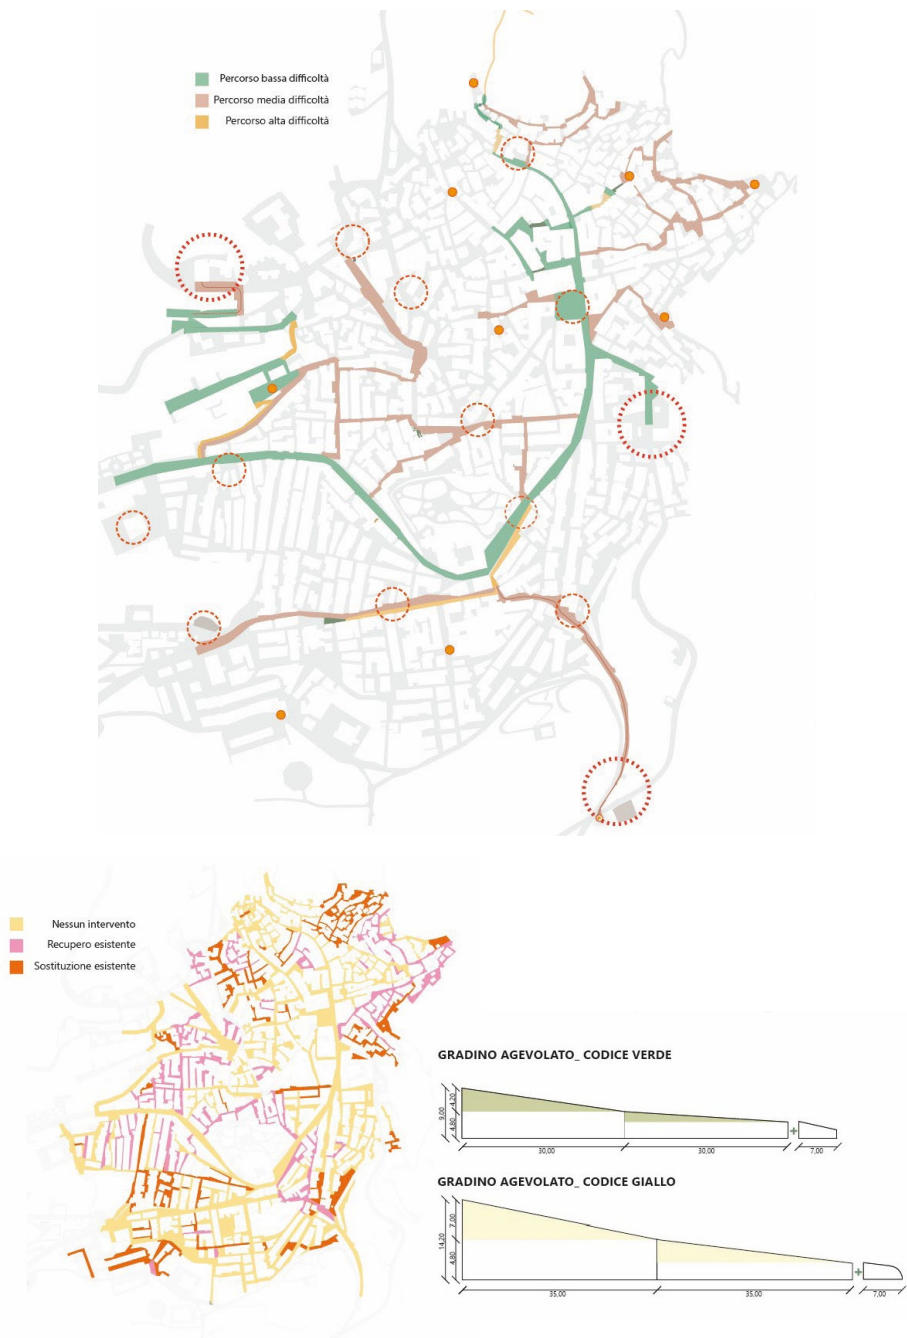 Percorso bassa difficoltà
Percorso media difficoltà
Percorso alta difficoltà
Nessun intervento
Recupero esistente
Sostituzione esistente
GRADINO AGEVOLATO_ CODICE VERDE
9,00
4,20
4,80
30,00
30,00
+
7,00
GRADINO AGEVOLATO_ CODICE GIALLO
14,20
7,00
4,80
35,00
35,00
+
7,00